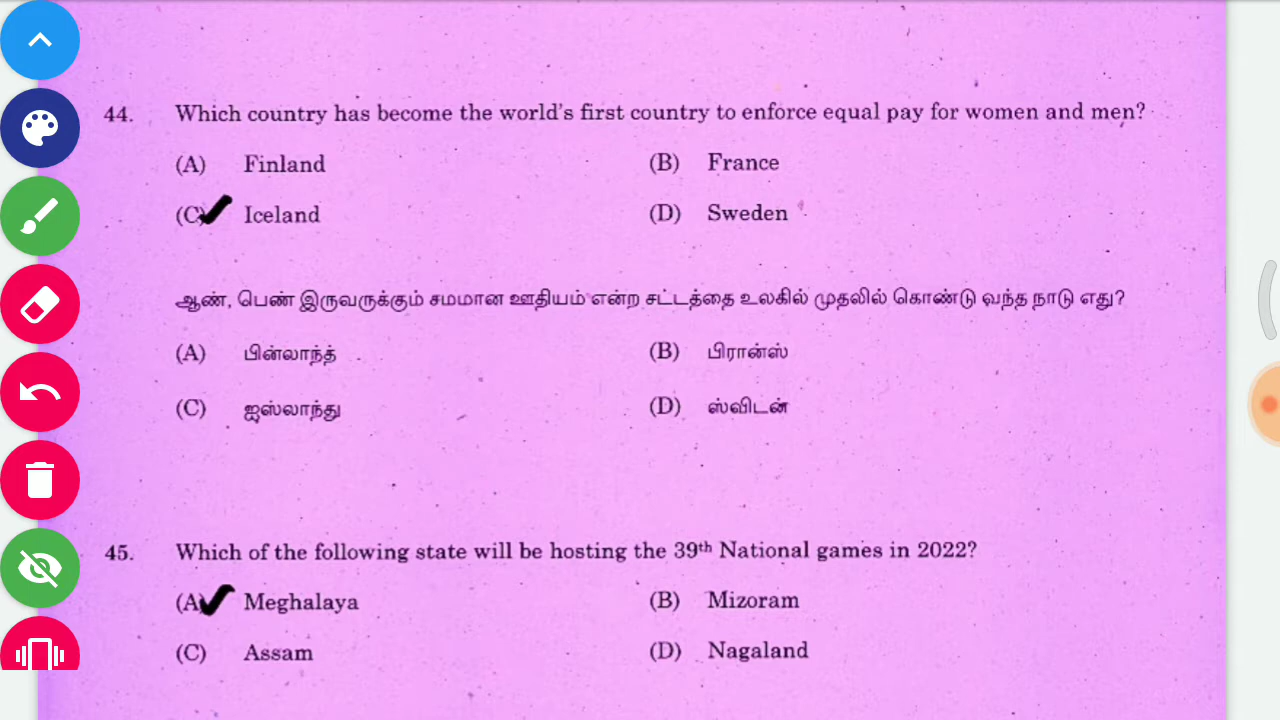 44. Which country has become the world's first country to enforce equal pay for women and men?
(A) Finland (B) France
(C) Iceland (D) Sweden
ஆண், பெண் இருவருக்கும் சமமான ஊதியம் என்ற சட்டத்தை உலகில் முதலில் கொண்டு வந்த நாடு எது?
(A) பின்லாந்த் (B) பிரான்ஸ்
(C) ஐஸ்லாந்து (D) ஸ்விடன்
45. Which of the following state will be hosting the 39th National games in 2022?
(A) Meghalaya (B) Mizoram
(C) Assam (D) Nagaland